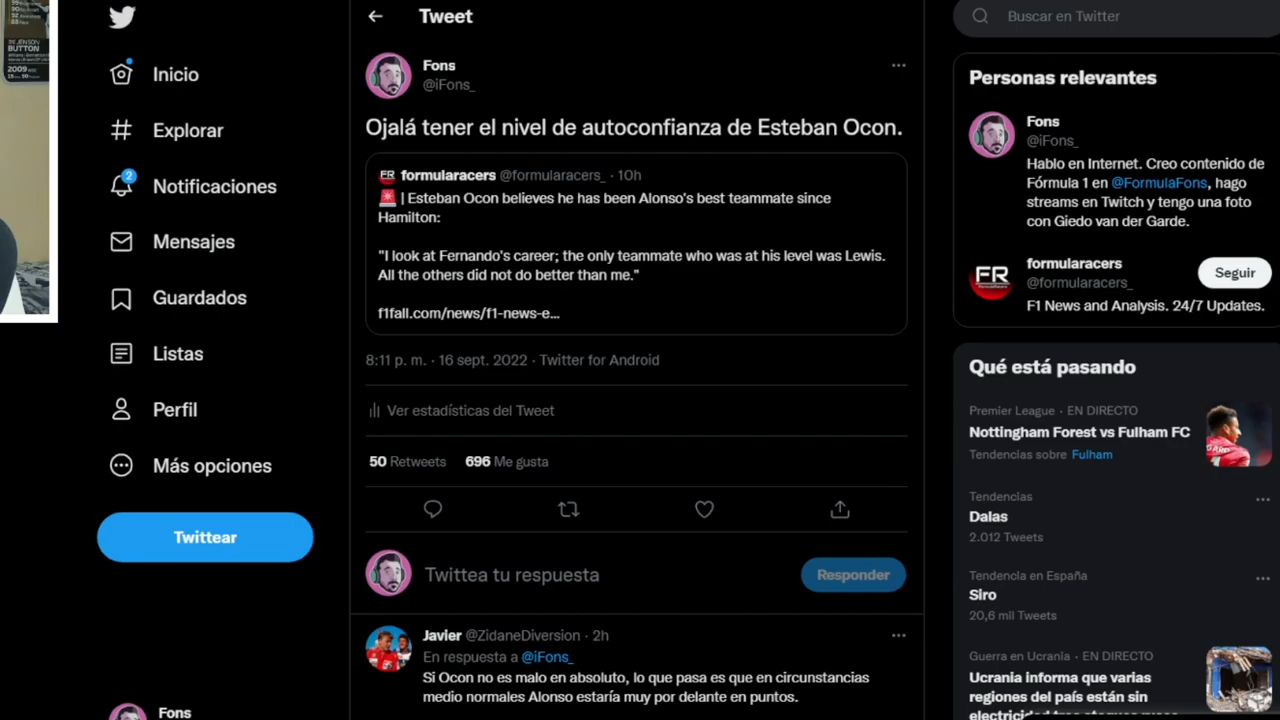 BUTTON
2009
Inicio
Explorar
2
Notificaciones
Mensajes
Guardados
Listas
Perfil
Más opciones
Twittear
Fons
Tweet
Fons
@iFons_
Ojalá tener el nivel de autoconfianza de Esteban Ocon.
FR formularacers @formularacers_ · 10h
🚨 | Esteban Ocon believes he has been Alonso's best teammate since
Hamilton:
"I look at Fernando's career; the only teammate who was at his level was Lewis.
All the others did not do better than me."
f1fall.com/news/f1-news-e...
8:11 p. m. · 16 sept. 2022 · Twitter for Android
Ver estadísticas del Tweet
50 Retweets 696 Me gusta
Twittea tu respuesta
Responder
Javier @ZidaneDiversion · 2h
En respuesta a @iFons_
Si Ocon no es malo en absoluto, lo que pasa es que en circunstancias
medio normales Alonso estaría muy por delante en puntos.
Buscar en Twitter
Personas relevantes
Fons
@iFons_
Hablo en Internet. Creo contenido de
Fórmula 1 en @FormulaFons, hago
streams en Twitch y tengo una foto
con Giedo van der Garde.
FR
formularacers
@formularacers_
Seguir
F1 News and Analysis. 24/7 Updates.
Qué está pasando
Premier League · EN DIRECTO
Nottingham Forest vs Fulham FC
Tendencias sobre Fulham
Tendencias
Dalas
2.012 Tweets
Tendencia en España
Siro
20,6 mil Tweets
Guerra en Ucrania · EN DIRECTO
Ucrania informa que varias
regiones del país están sin
electricidad tras ataques rusos